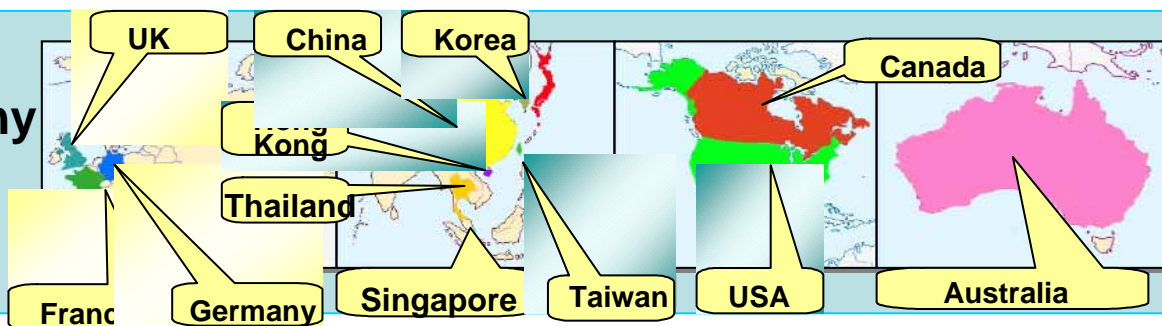 UK
China
Korea
Canada
ny
Kong
Thailand
Singapore
Taiwan
USA
Australia
Germany
Franc